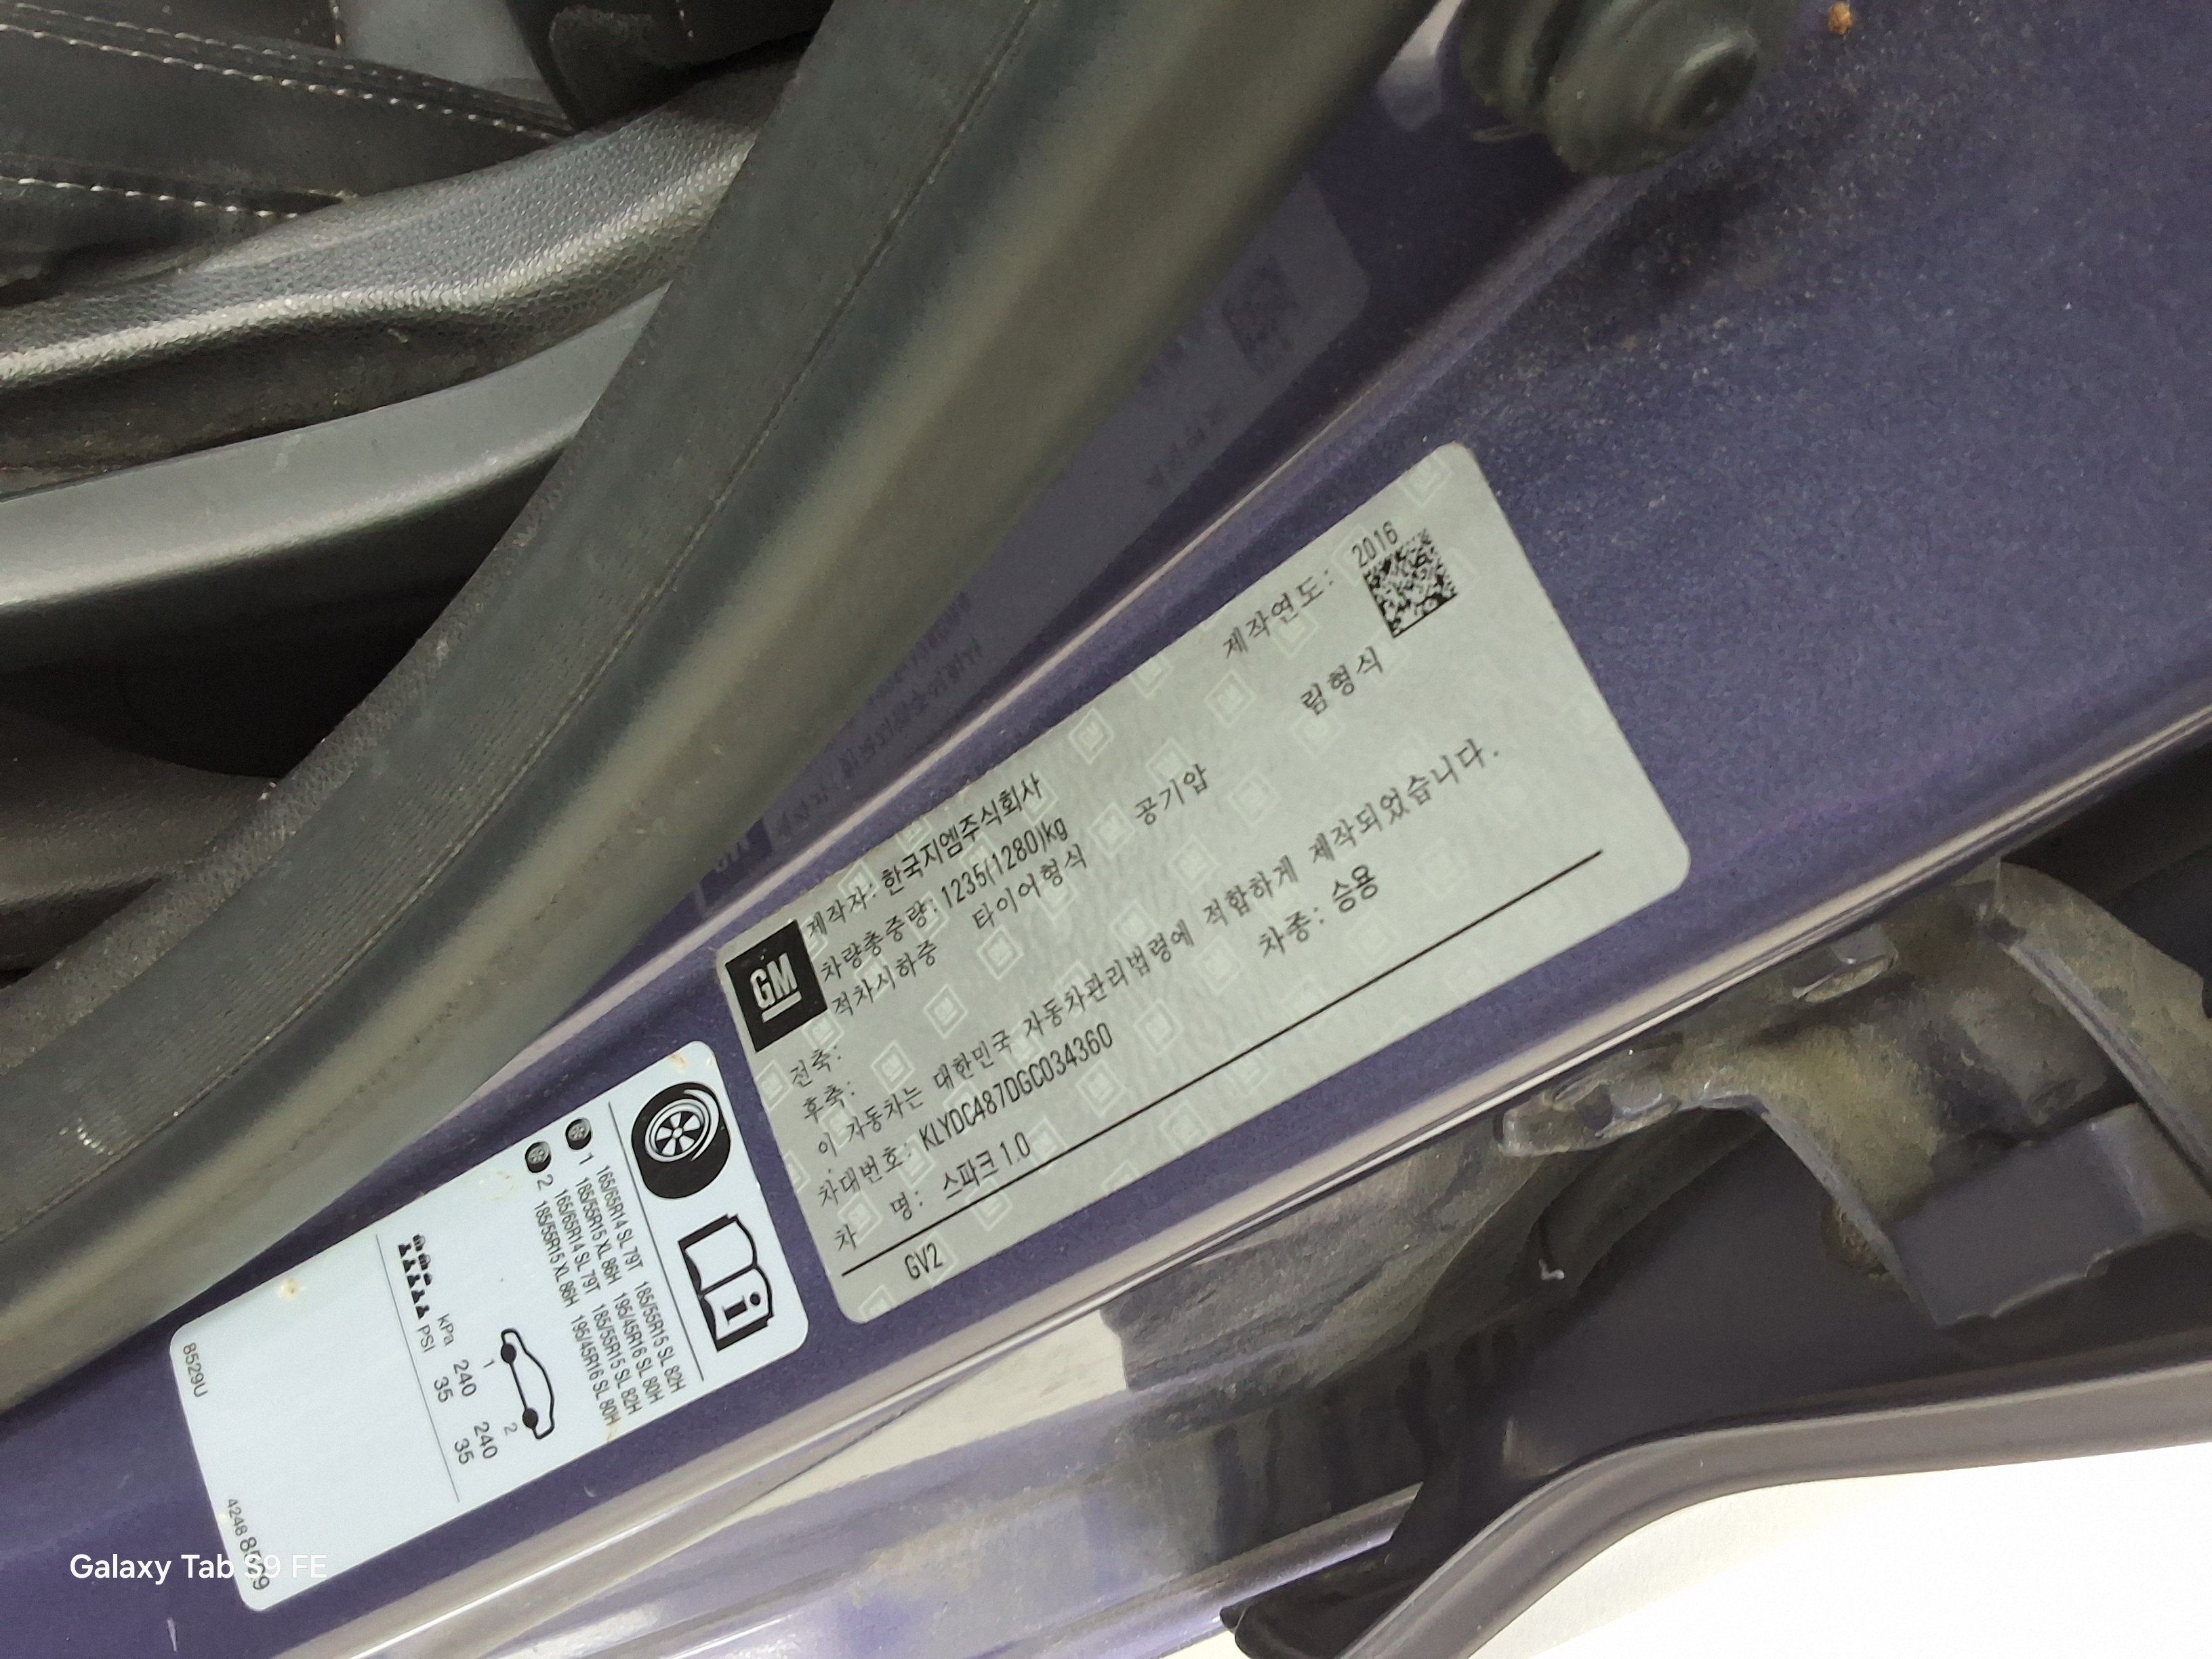 GM
제작자: 한국지엠주식회사 제작연도: 2016
차량총중량: 1235(1280)kg
적차시하중 타이어형식 공기압 림형식
전축:
후축:
이 자동차는 대한민국 자동차관리법령에 적합하게 제작되었습니다.
차대번호: KLYDC487DGC034360 차종: 승용
차 명: 스파크 1.0
GV2
i
1 165/65R14 SL 79T 185/55R15 SL 82H
185/55R15 XL 86H 195/45R16 SL 80H
2 165/65R14 SL 79T 185/55R15 SL 82H
185/55R15 XL 86H 195/45R16 SL 80H
1 2
kPa 240 240
PSI 35 35
8529U 4248 8529
Galaxy Tab S9 FE